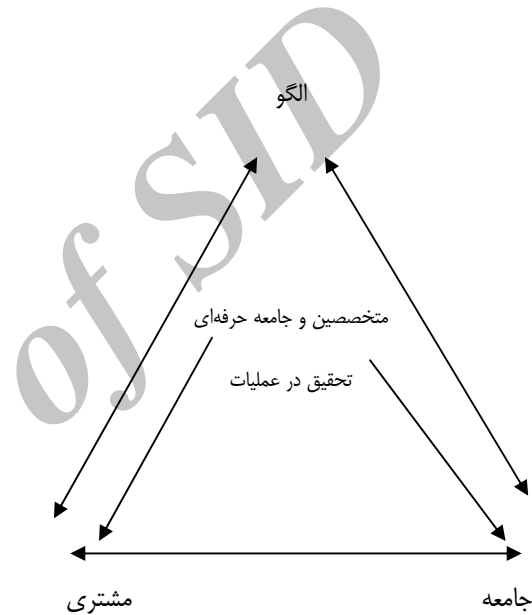 الگو
متخصصین و جامعه حرفه‌ای
تحقیق در عملیات
جامعه
مشتری
of SID